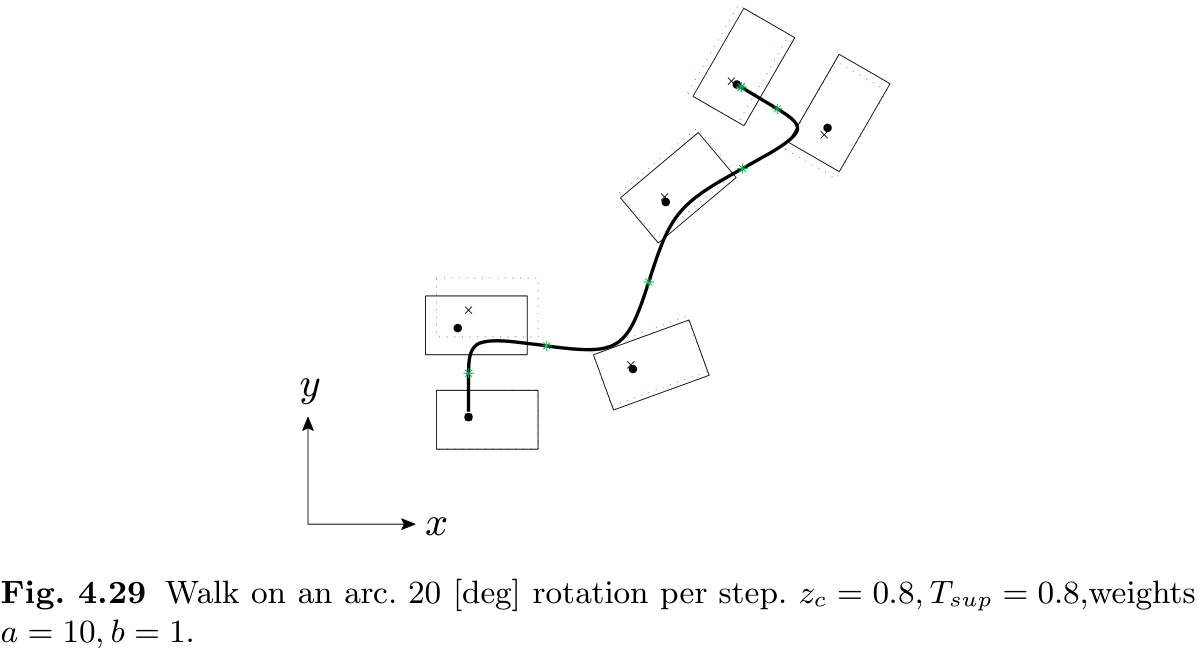 y
x
Fig. 4.29 Walk on an arc. 20 [deg] rotation per step. z_c = 0.8, T_{sup} = 0.8,weights
a = 10, b = 1.